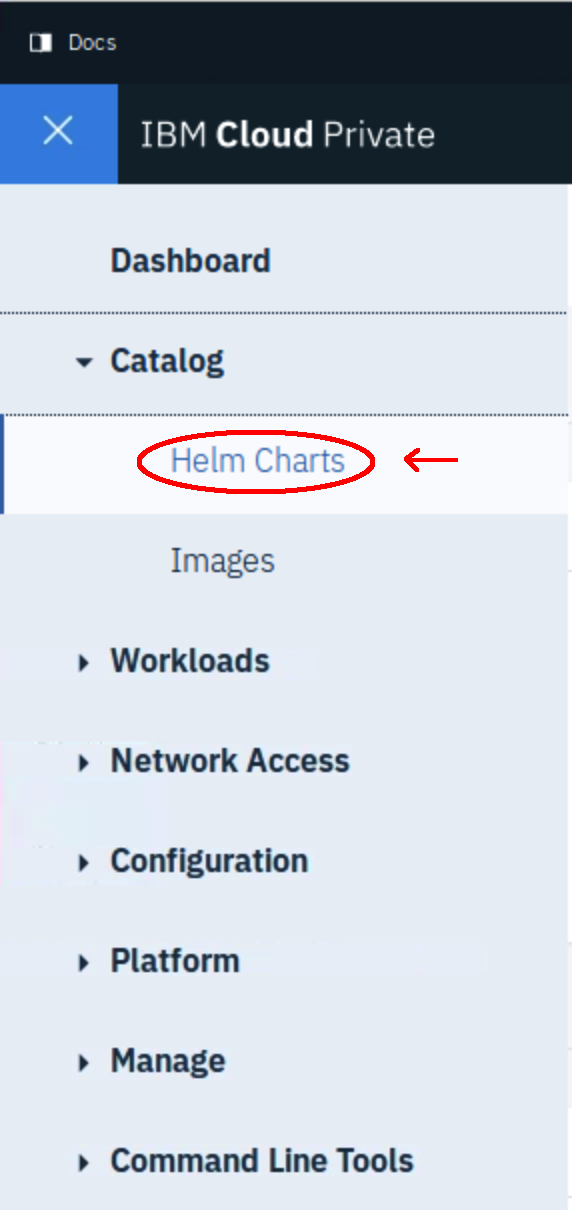 Docs
IBM Cloud Private
Dashboard
Catalog
Helm Charts
Images
Workloads
Network Access
Configuration
Platform
Manage
Command Line Tools